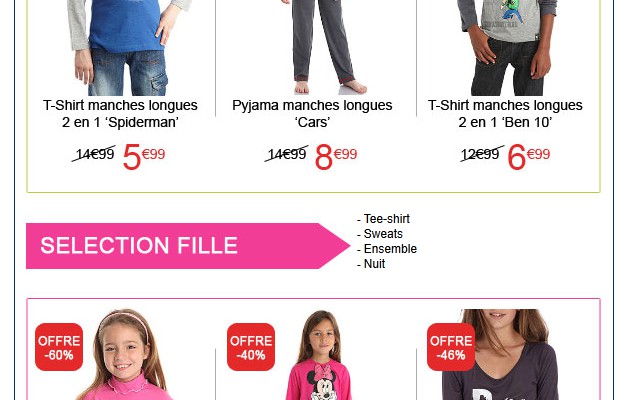 T-Shirt manches longues
2 en 1 ‘Spiderman’
14€99 5€99
Pyjama manches longues
‘Cars’
14€99 8€99
T-Shirt manches longues
2 en 1 ‘Ben 10’
12€99 6€99
SELECTION FILLE
- Tee-shirt
- Sweats
- Ensemble
- Nuit
OFFRE
-60%
OFFRE
-40%
OFFRE
-46%